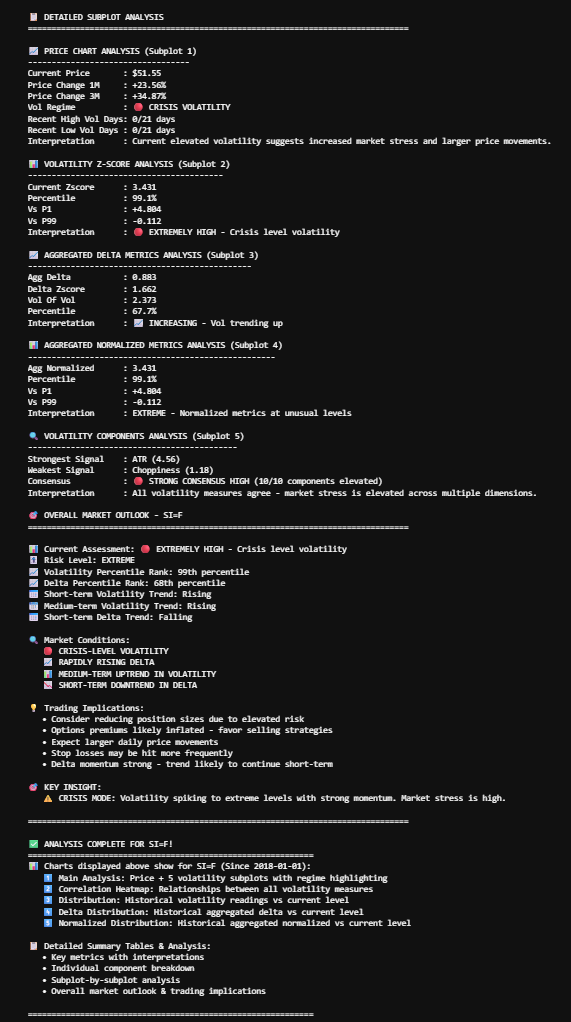 📋 DETAILED SUBPLOT ANALYSIS
================================================================================
📈 PRICE CHART ANALYSIS (Subplot 1)
----------------------------------
Current Price       : $51.55
Price Change 1M     : +23.56%
Price Change 3M     : +34.87%
Vol Regime          : 🔴 CRISIS VOLATILITY
Recent High Vol Days: 0/21 days
Recent Low Vol Days : 0/21 days
Interpretation      : Current elevated volatility suggests increased market stress and larger price movements.
📊 VOLATILITY Z-SCORE ANALYSIS (Subplot 2)
-----------------------------------------
Current Zscore      : 3.431
Percentile          : 99.1%
Vs P1               : +4.804
Vs P99              : -0.112
Interpretation      : 🔴 EXTREMELY HIGH - Crisis level volatility
📈 AGGREGATED DELTA METRICS ANALYSIS (Subplot 3)
-----------------------------------------------
Agg Delta           : 0.883
Delta Zscore        : 1.662
Vol Of Vol          : 2.373
Percentile          : 67.7%
Interpretation      : 📈 INCREASING - Vol trending up
📊 AGGREGATED NORMALIZED METRICS ANALYSIS (Subplot 4)
----------------------------------------------------
Agg Normalized      : 3.431
Percentile          : 99.1%
Vs P1               : +4.804
Vs P99              : -0.112
Interpretation      : EXTREME - Normalized metrics at unusual levels
🔍 VOLATILITY COMPONENTS ANALYSIS (Subplot 5)
--------------------------------------------
Strongest Signal    : ATR (4.56)
Weakest Signal      : Choppiness (1.18)
Consensus           : 🔴 STRONG CONSENSUS HIGH (10/10 components elevated)
Interpretation      : All volatility measures agree - market stress is elevated across multiple dimensions.
🎯 OVERALL MARKET OUTLOOK - SI=F
================================================================================
📊 Current Assessment: 🔴 EXTREMELY HIGH - Crisis level volatility
Risk Level: EXTREME
📈 Volatility Percentile Rank: 99th percentile
📈 Delta Percentile Rank: 68th percentile
📅 Short-term Volatility Trend: Rising
📅 Medium-term Volatility Trend: Rising
📅 Short-term Delta Trend: Falling
🔍 Market Conditions:
🔴 CRISIS-LEVEL VOLATILITY
📈 RAPIDLY RISING DELTA
📊 MEDIUM-TERM UPTREND IN VOLATILITY
📉 SHORT-TERM DOWNTREND IN DELTA
💡 Trading Implications:
• Consider reducing position sizes due to elevated risk
• Options premiums likely inflated - favor selling strategies
• Expect larger daily price movements
• Stop losses may be hit more frequently
• Delta momentum strong - trend likely to continue short-term
🎯 KEY INSIGHT:
⚠️ CRISIS MODE: Volatility spiking to extreme levels with strong momentum. Market stress is high.
================================================================================
✅ ANALYSIS COMPLETE FOR SI=F!
============================================================
📊 Charts displayed above show for SI=F (Since 2018-01-01):
1️⃣ Main Analysis: Price + 5 volatility subplots with regime highlighting
2️⃣ Correlation Heatmap: Relationships between all volatility measures
3️⃣ Distribution: Historical volatility readings vs current level
4️⃣ Delta Distribution: Historical aggregated delta vs current level
5️⃣ Normalized Distribution: Historical aggregated normalized vs current level
📋 Detailed Summary Tables & Analysis:
• Key metrics with interpretations
• Individual component breakdown
• Subplot-by-subplot analysis
• Overall market outlook & trading implications
============================================================